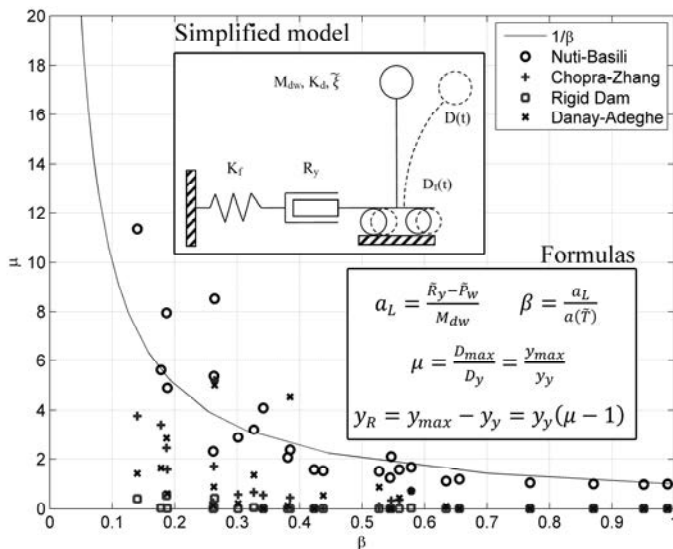 Simplified model
M_dw, K_d, ξ̃
D(t)
K_f
R_y
D_T(t)
1/β
Nuti-Basili
Chopra-Zhang
Rigid Dam
Danay-Adeghe
Formulas
a_L = (R̃_y − P̃_w)/M_dw β = a_L/a(T̃)
μ = D_max/D_y = y_max/y_y
y_R = y_max − y_y = y_y(μ − 1)
μ
20
18
16
14
12
10
8
6
4
2
0
0 0.1 0.2 0.3 0.4 0.5 0.6 0.7 0.8 0.9 1
β